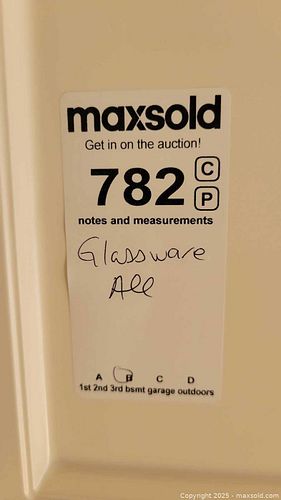 maxsold
Get in on the auction!
782 C
P
notes and measurements
Glassware
All
A B C D
1st 2nd 3rd bsmt garage outdoors
Copyright 2025 - maxsold.com